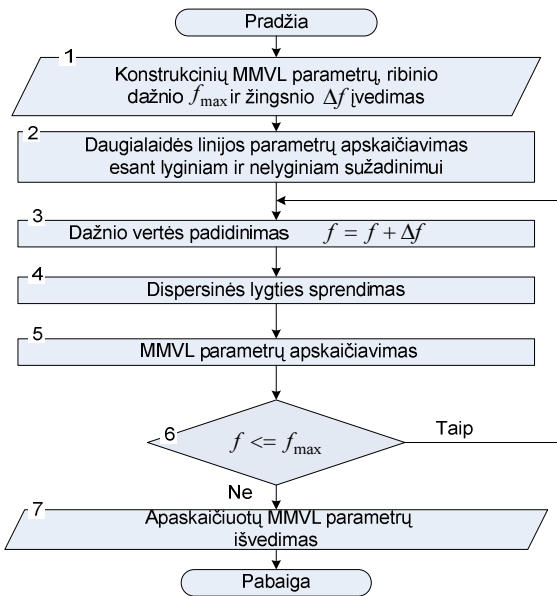 Pradžia
1
Konstrukcinių MMVL parametrų, ribinio
dažnio f_max ir žingsnio Δf įvedimas
2
Daugialaidės linijos parametrų apskaičiavimas
esant lyginiam ir nelyginiam sužadinimui
3
Dažnio vertės padidinimas f = f + Δf
4
Dispersinės lygties sprendimas
5
MMVL parametrų apskaičiavimas
6
f <= f_max
Taip
Ne
7
Apaskaičiuotų MMVL parametrų
išvedimas
Pabaiga